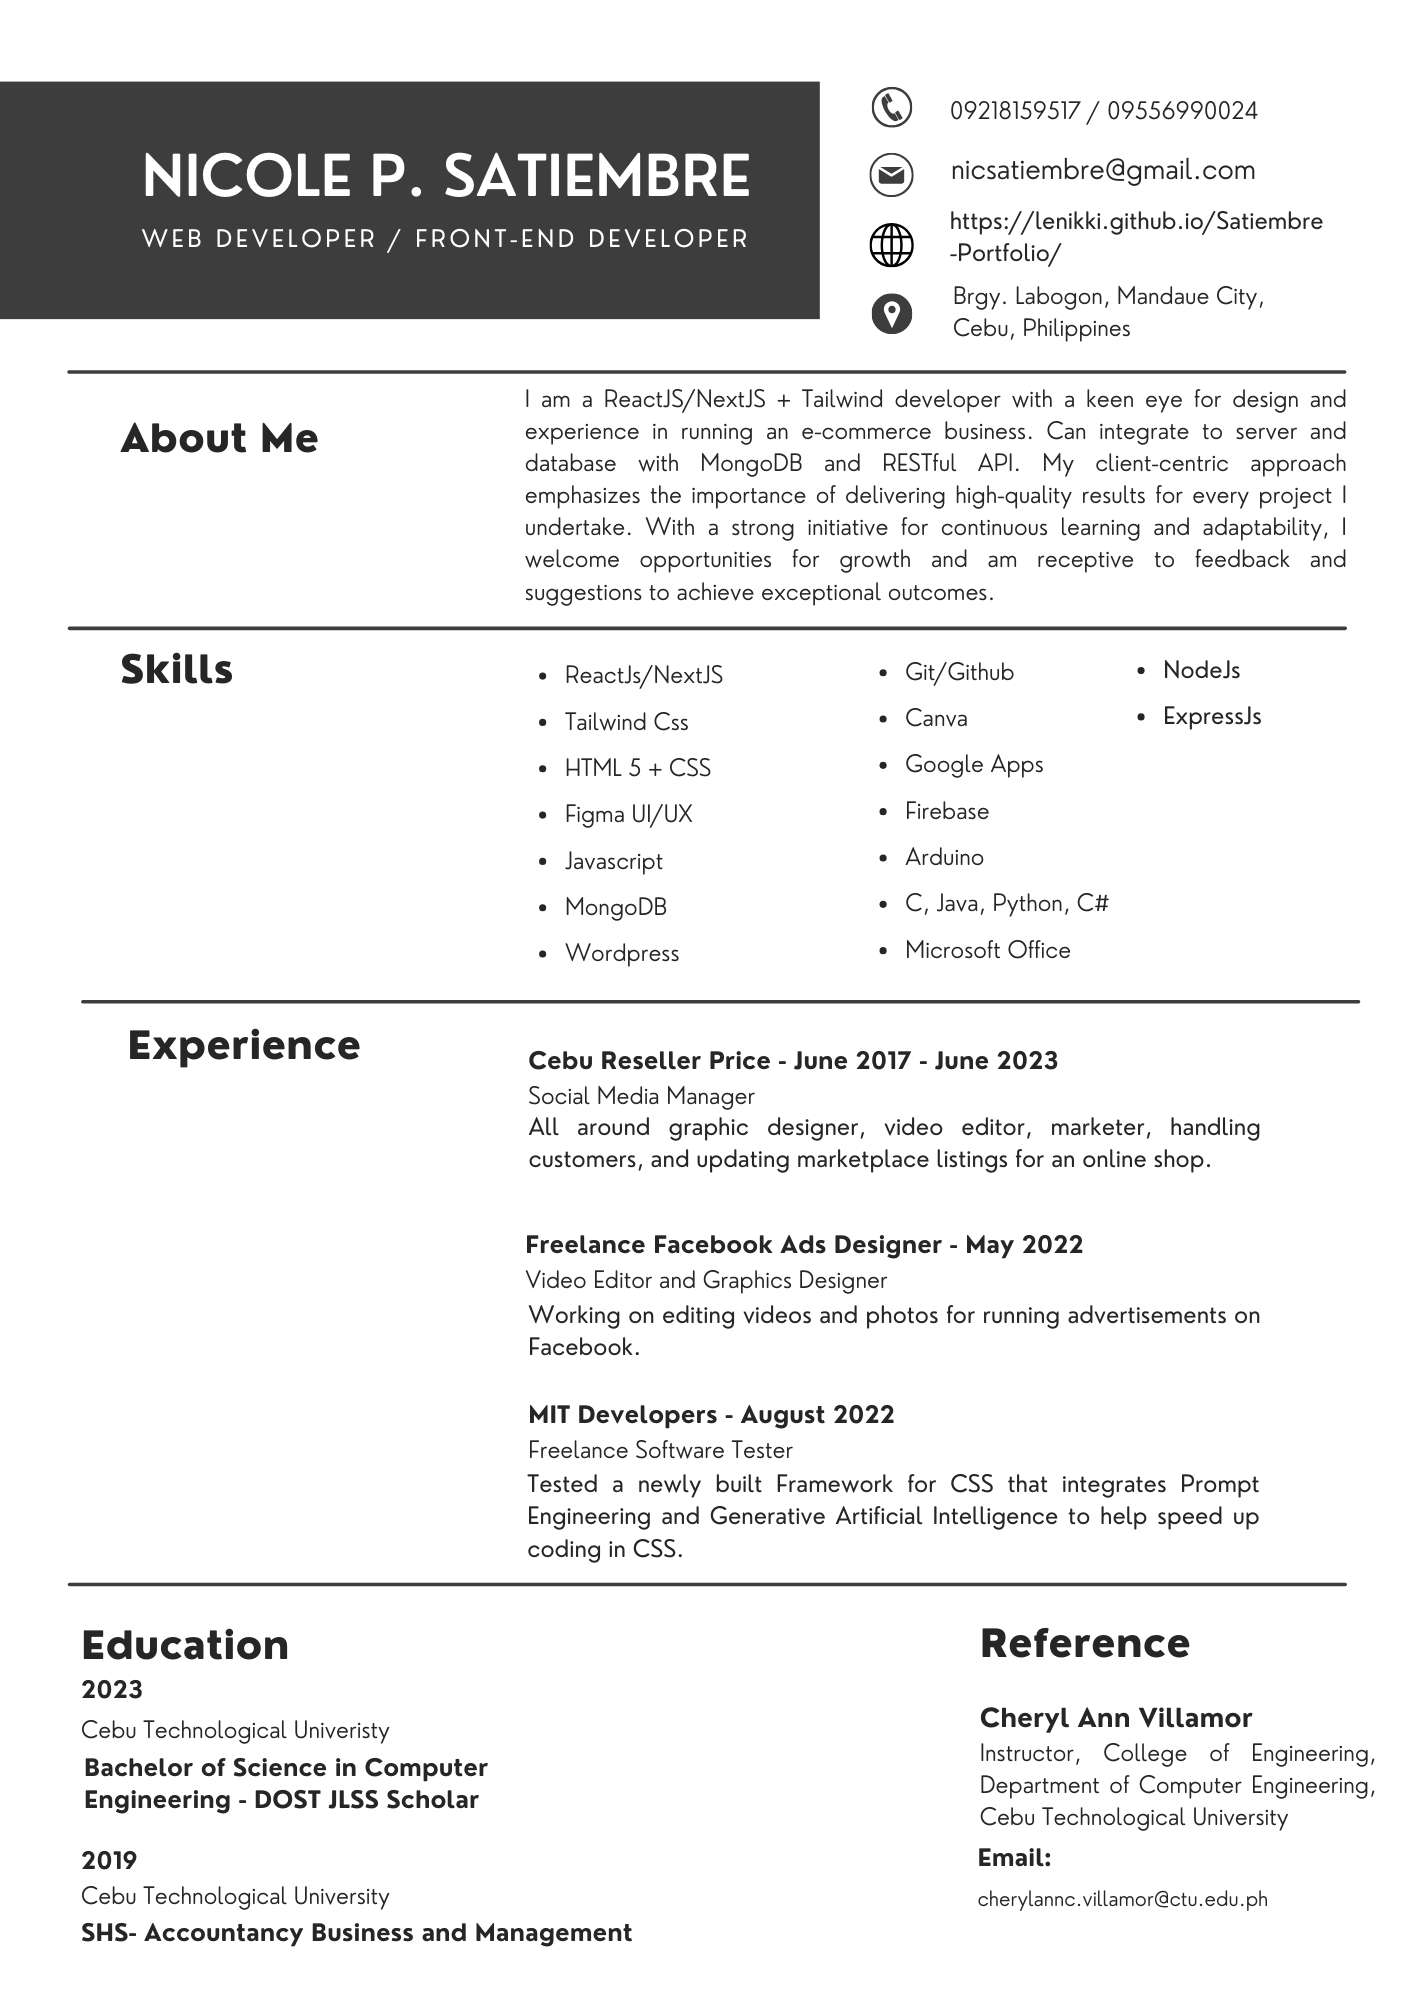 NICOLE P. SATIEMBRE
WEB DEVELOPER / FRONT-END DEVELOPER
09218159517 / 09556990024
nicsatiembre@gmail.com
https://lenikki.github.io/Satiembre
-Portfolio/
Brgy. Labogon, Mandaue City,
Cebu, Philippines
About Me
I am a ReactJS/NextJS + Tailwind developer with a keen eye for design and
experience in running an e-commerce business. Can integrate to server and
database with MongoDB and RESTful API. My client-centric approach
emphasizes the importance of delivering high-quality results for every project I
undertake. With a strong initiative for continuous learning and adaptability, I
welcome opportunities for growth and am receptive to feedback and
suggestions to achieve exceptional outcomes.
Skills
• ReactJs/NextJS
• Tailwind Css
• HTML 5 + CSS
• Figma UI/UX
• Javascript
• MongoDB
• Wordpress
• Git/Github
• Canva
• Google Apps
• Firebase
• Arduino
• C, Java, Python, C#
• Microsoft Office
• NodeJs
• ExpressJs
Experience
Cebu Reseller Price - June 2017 - June 2023
Social Media Manager
All around graphic designer, video editor, marketer, handling
customers, and updating marketplace listings for an online shop.
Freelance Facebook Ads Designer - May 2022
Video Editor and Graphics Designer
Working on editing videos and photos for running advertisements on
Facebook.
MIT Developers - August 2022
Freelance Software Tester
Tested a newly built Framework for CSS that integrates Prompt
Engineering and Generative Artificial Intelligence to help speed up
coding in CSS.
Education
2023
Cebu Technological Univeristy
Bachelor of Science in Computer
Engineering - DOST JLSS Scholar
2019
Cebu Technological University
SHS- Accountancy Business and Management
Reference
Cheryl Ann Villamor
Instructor, College of Engineering,
Department of Computer Engineering,
Cebu Technological University
Email:
cherylannc.villamor@ctu.edu.ph